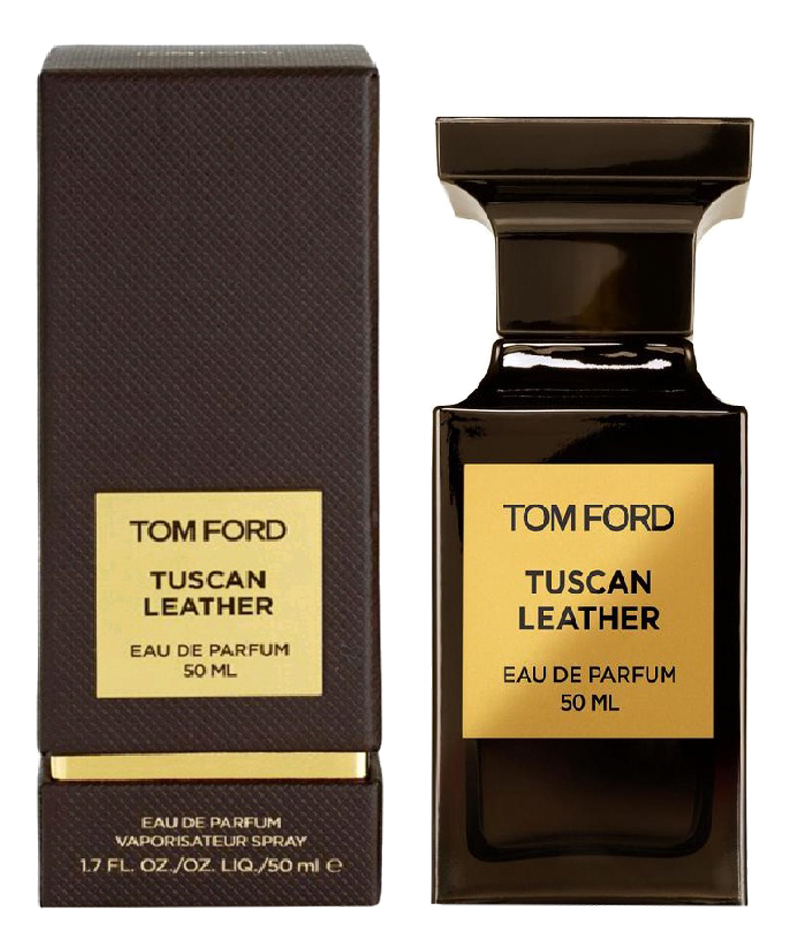 TOM FORD
TUSCAN
LEATHER
EAU DE PARFUM
50 ML
EAU DE PARFUM
VAPORISATEUR SPRAY
1.7 FL. OZ./OZ. LIQ./50 ml ℮
TOM FORD
TUSCAN
LEATHER
EAU DE PARFUM
50 ML